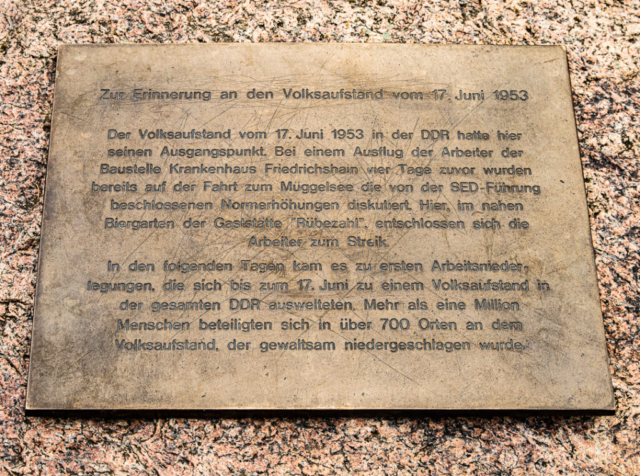 Zur Erinnerung an den Volksaufstand vom 17. Juni 1953
Der Volksaufstand vom 17. Juni 1953 in der DDR hatte hier
seinen Ausgangspunkt. Bei einem Ausflug der Arbeiter der
Baustelle Krankenhaus Friedrichshain vier Tage zuvor wurden
bereits auf der Fahrt zum Müggelsee die von der SED-Führung
beschlossenen Normerhöhungen diskutiert. Hier, im nahen
Biergarten der Gaststätte "Rübezahl", entschlossen sich die
Arbeiter zum Streik.
In den folgenden Tagen kam es zu ersten Arbeitsnieder-
legungen, die sich bis zum 17. Juni zu einem Volksaufstand in
der gesamten DDR ausweiteten. Mehr als eine Million
Menschen beteiligten sich in über 700 Orten an dem
Volksaufstand, der gewaltsam niedergeschlagen wurde.